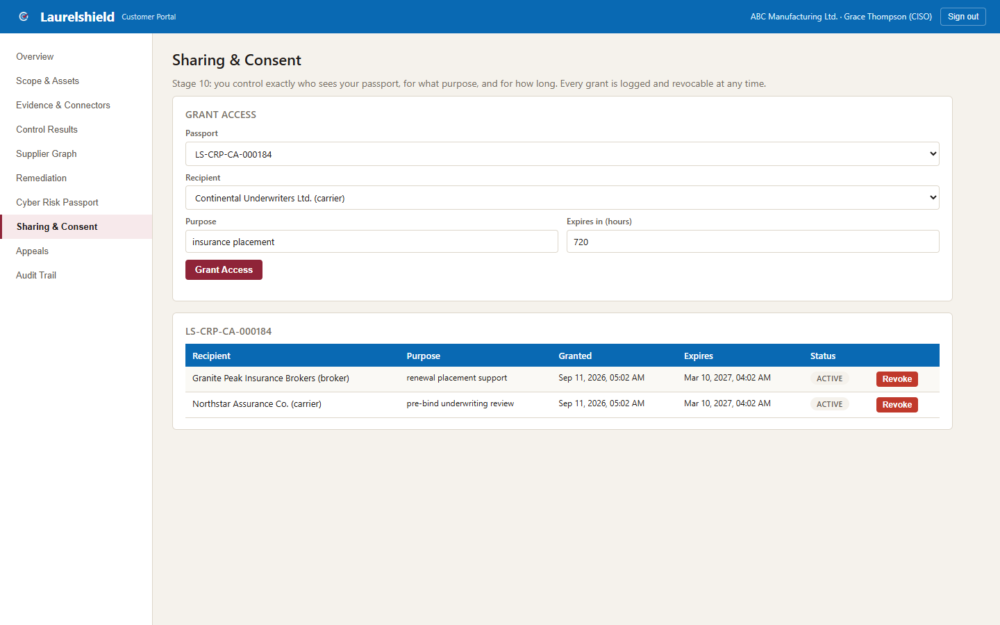 Laurelshield Customer Portal
ABC Manufacturing Ltd. · Grace Thompson (CISO) Sign out
Overview
Scope & Assets
Evidence & Connectors
Control Results
Supplier Graph
Remediation
Cyber Risk Passport
Sharing & Consent
Appeals
Audit Trail
Sharing & Consent
Stage 10: you control exactly who sees your passport, for what purpose, and for how long. Every grant is logged and revocable at any time.
GRANT ACCESS
Passport
LS-CRP-CA-000184
Recipient
Continental Underwriters Ltd. (carrier)
Purpose Expires in (hours)
insurance placement 720
Grant Access
LS-CRP-CA-000184
Recipient Purpose Granted Expires Status
Granite Peak Insurance Brokers (broker) renewal placement support Sep 11, 2026, 05:02 AM Mar 10, 2027, 04:02 AM ACTIVE Revoke
Northstar Assurance Co. (carrier) pre-bind underwriting review Sep 11, 2026, 05:02 AM Mar 10, 2027, 04:02 AM ACTIVE Revoke